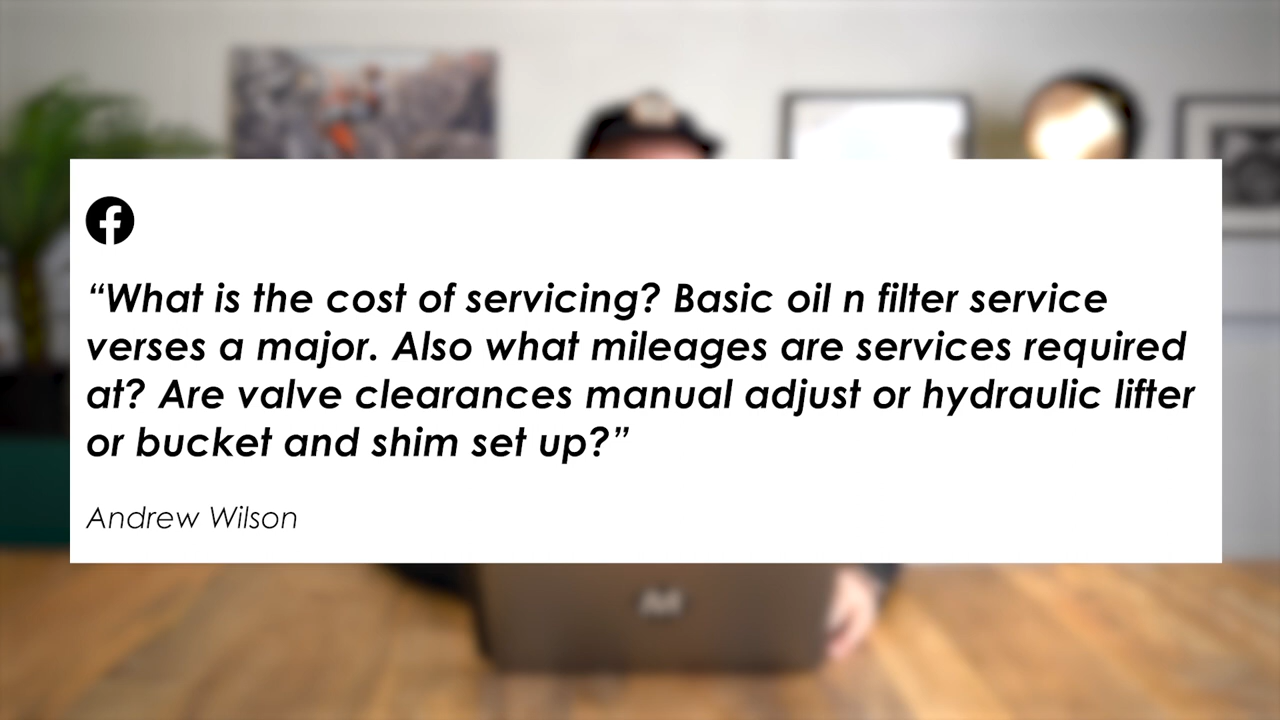 “What is the cost of servicing? Basic oil n filter service
verses a major. Also what mileages are services required
at? Are valve clearances manual adjust or hydraulic lifter
or bucket and shim set up?”
Andrew Wilson